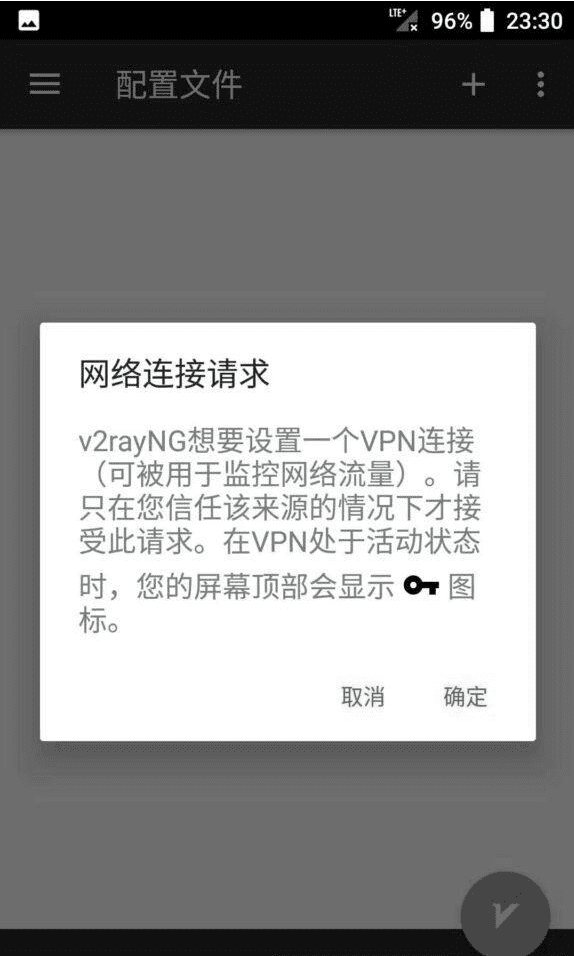 LTE+ 96% 23:30
配置文件
网络连接请求
v2rayNG想要设置一个VPN连接
（可被用于监控网络流量）。请
只在您信任该来源的情况下才接
受此请求。在VPN处于活动状态
时，您的屏幕顶部会显示 图
标。
取消 确定